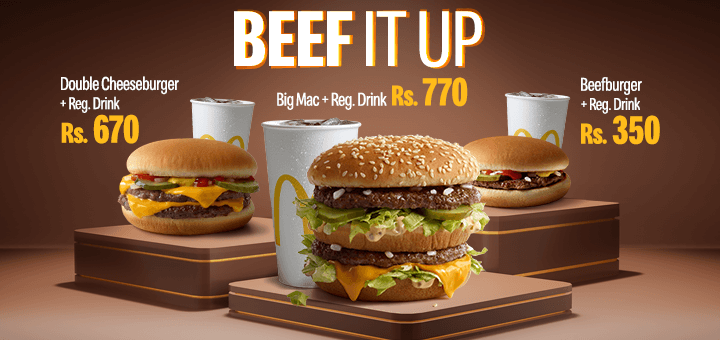 BEEF IT UP
Double Cheeseburger
+ Reg. Drink
Rs. 670
Big Mac + Reg. Drink Rs. 770
Beefburger
+ Reg. Drink
Rs. 350